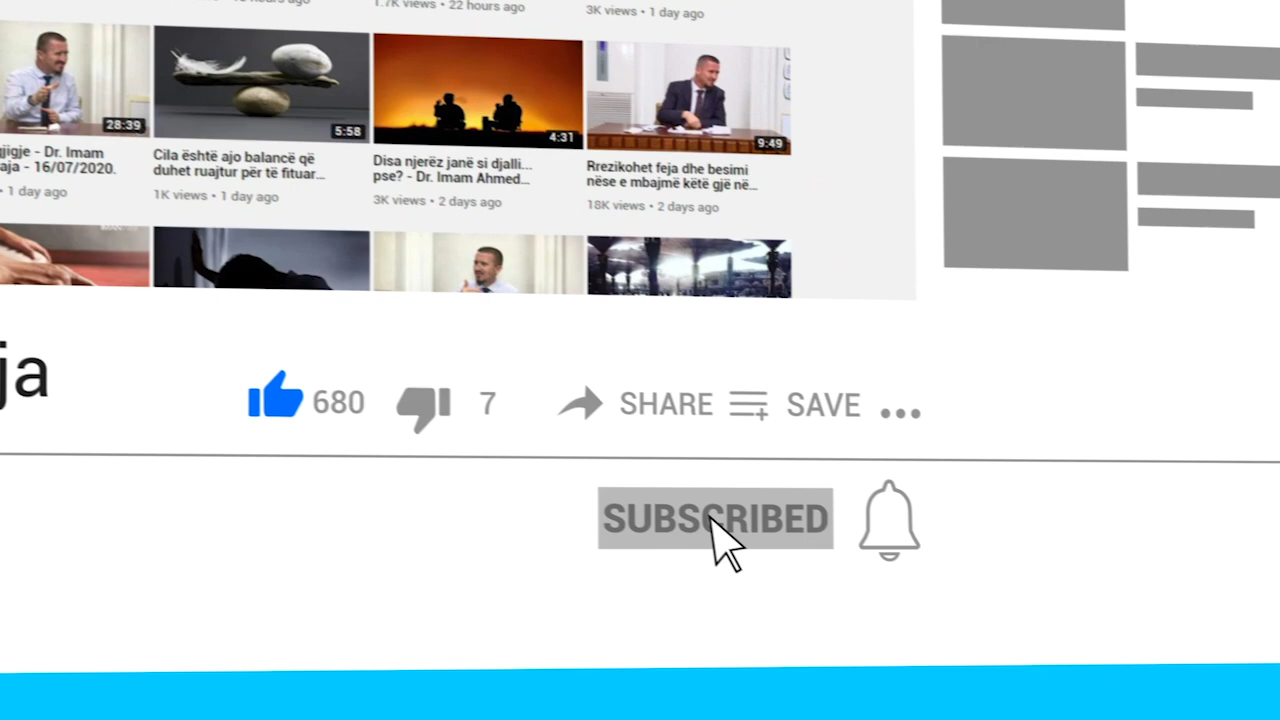 1.7K views • 22 hours ago
3K views • 1 day ago
28:39
5:58
4:31
9:49
gjigje - Dr. Imam
aja - 16/07/2020.
• 1 day ago
Cila është ajo balancë që
duhet ruajtur për të fituar...
1K views • 1 day ago
Disa njerëz janë si djalli...
pse? - Dr. Imam Ahmed...
3K views • 2 days ago
Rrezikohet feja dhe besimi
nëse e mbajmë këtë gjë në...
18K views • 2 days ago
ja
680
7
SHARE
SAVE
SUBSCRIBED